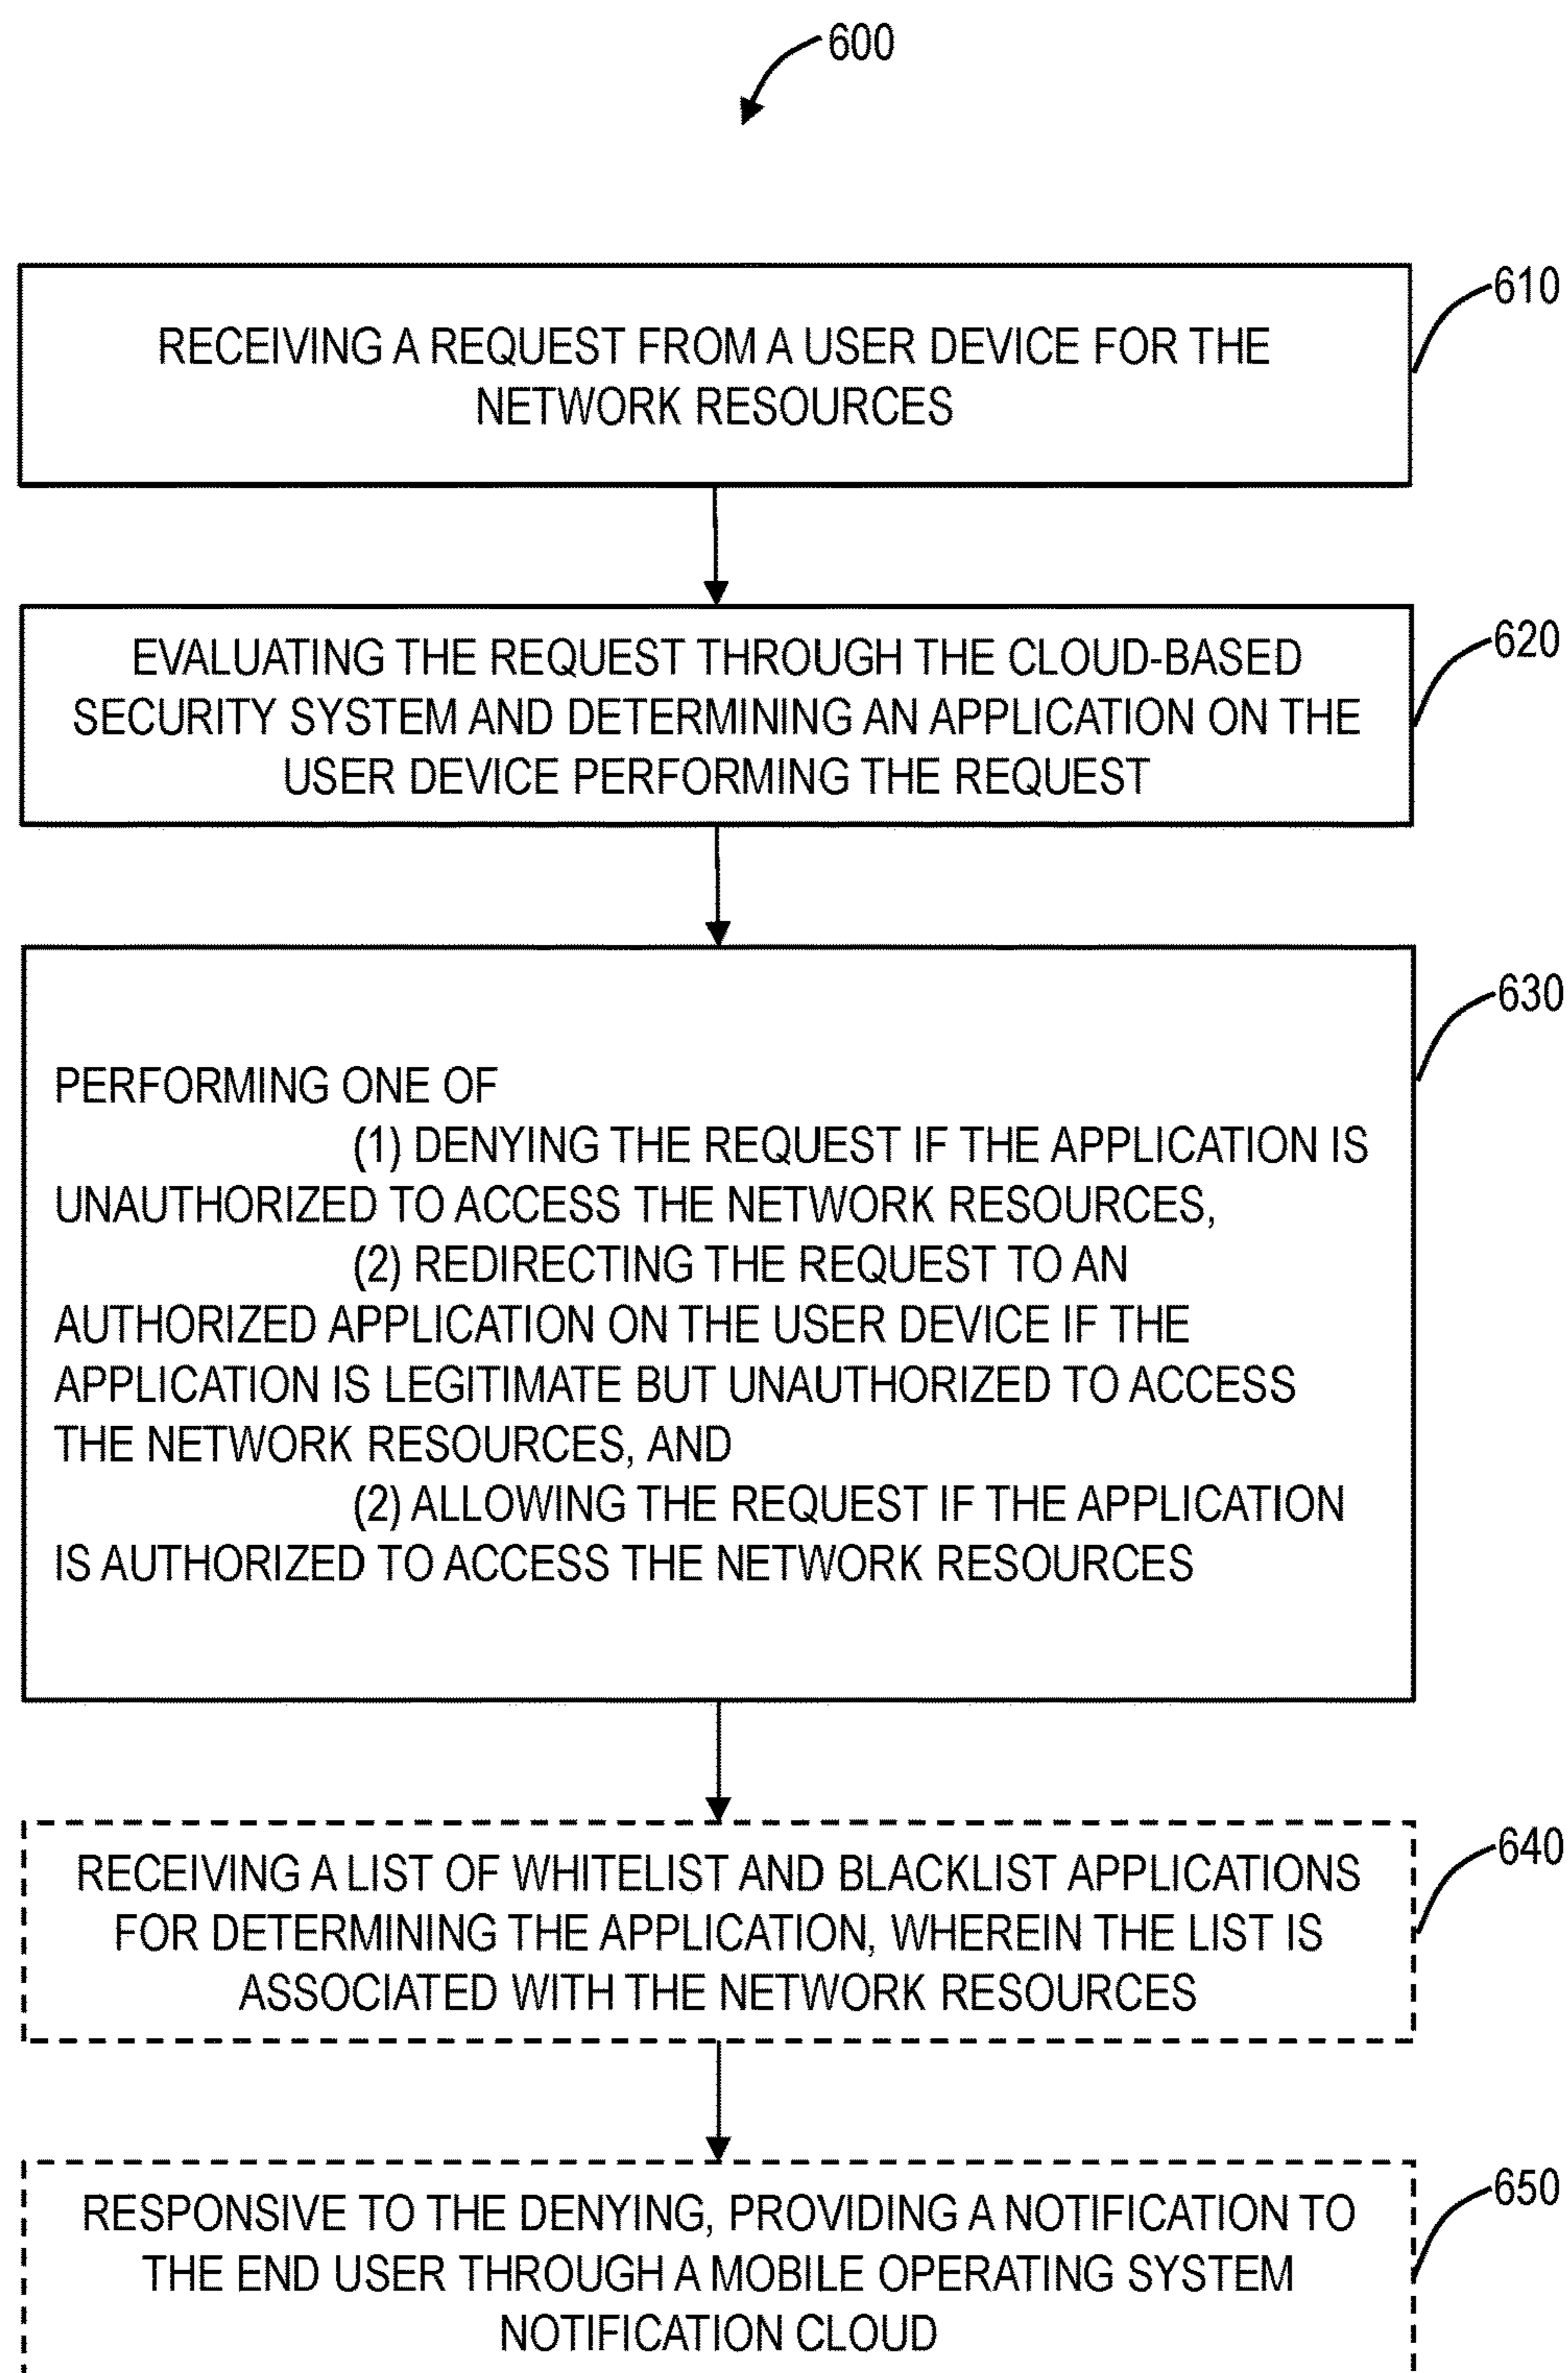 600
610
RECEIVING A REQUEST FROM A USER DEVICE FOR THE
NETWORK RESOURCES
620
EVALUATING THE REQUEST THROUGH THE CLOUD-BASED
SECURITY SYSTEM AND DETERMINING AN APPLICATION ON THE
USER DEVICE PERFORMING THE REQUEST
630
PERFORMING ONE OF
(1) DENYING THE REQUEST IF THE APPLICATION IS
UNAUTHORIZED TO ACCESS THE NETWORK RESOURCES,
(2) REDIRECTING THE REQUEST TO AN
AUTHORIZED APPLICATION ON THE USER DEVICE IF THE
APPLICATION IS LEGITIMATE BUT UNAUTHORIZED TO ACCESS
THE NETWORK RESOURCES, AND
(2) ALLOWING THE REQUEST IF THE APPLICATION
IS AUTHORIZED TO ACCESS THE NETWORK RESOURCES
640
RECEIVING A LIST OF WHITELIST AND BLACKLIST APPLICATIONS
FOR DETERMINING THE APPLICATION, WHEREIN THE LIST IS
ASSOCIATED WITH THE NETWORK RESOURCES
650
RESPONSIVE TO THE DENYING, PROVIDING A NOTIFICATION TO
THE END USER THROUGH A MOBILE OPERATING SYSTEM
NOTIFICATION CLOUD